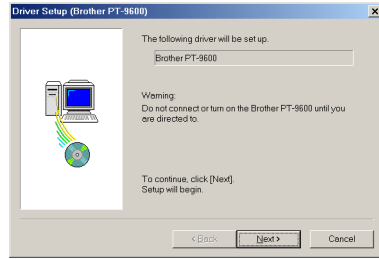 Driver Setup (Brother PT-9600)
The following driver will be set up.
Brother PT-9600
Warning:
Do not connect or turn on the Brother PT-9600 until you
are directed to.
To continue, click [Next].
Setup will begin.
< Back
Next >
Cancel